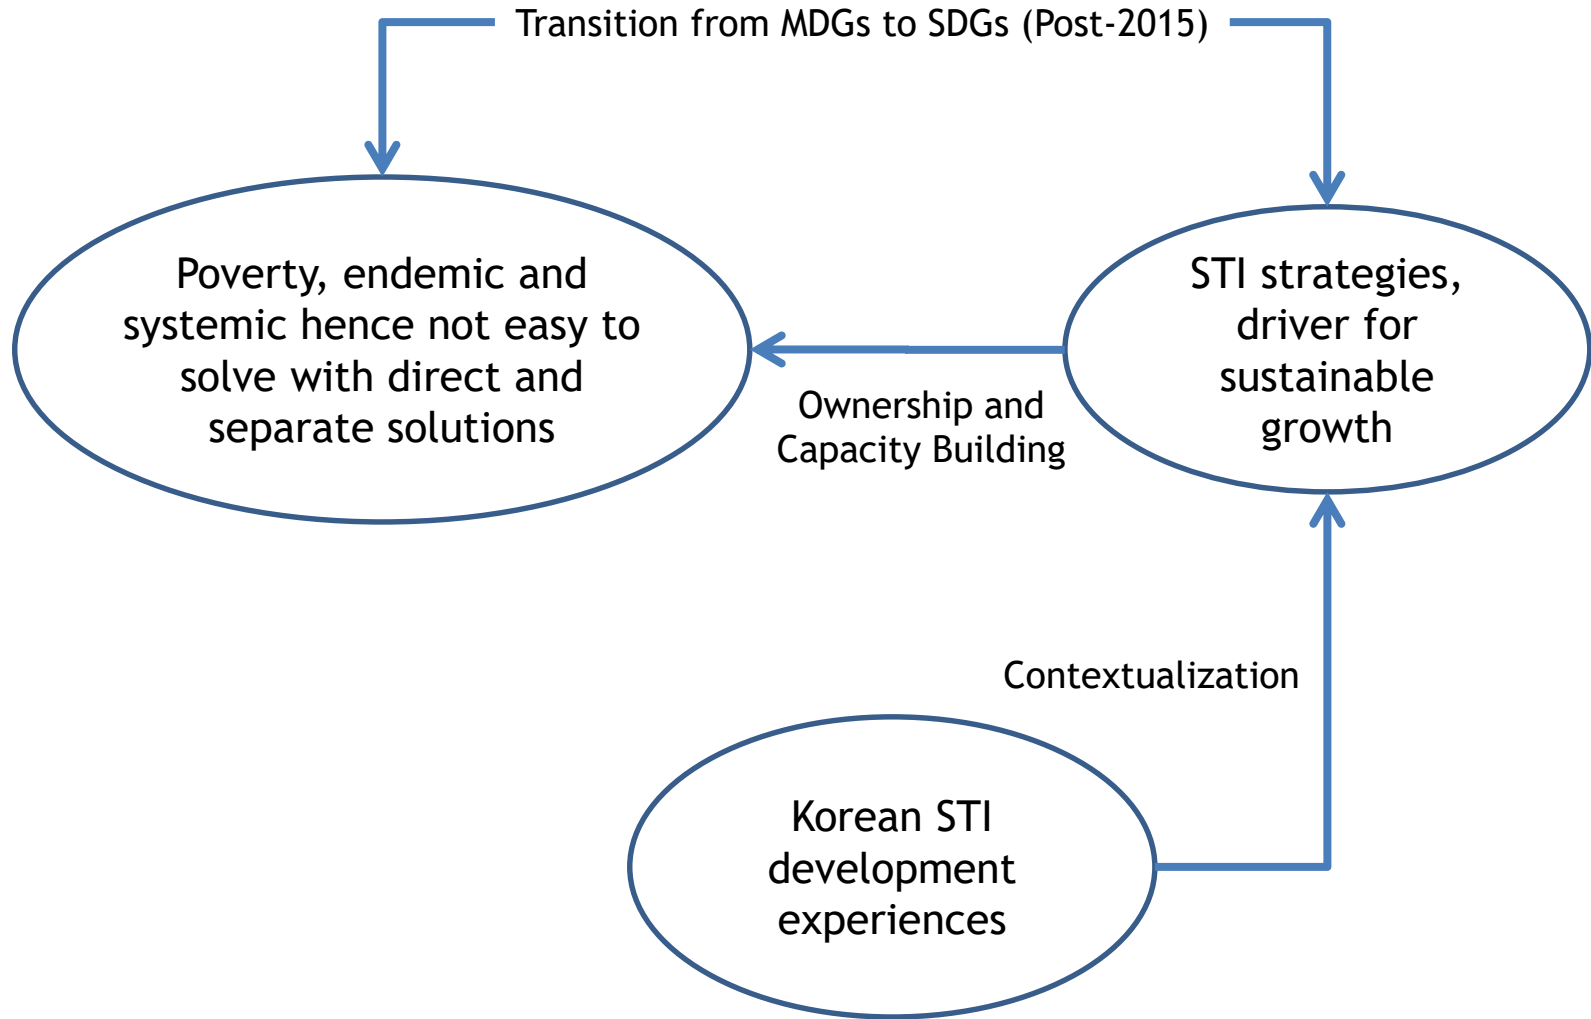 Transition from MDGs to SDGs (Post-2015)
Poverty, endemic and
systemic hence not easy to
solve with direct and
separate solutions
STI strategies,
driver for
sustainable
growth
Ownership and
Capacity Building
Contextualization
Korean STI
development
experiences